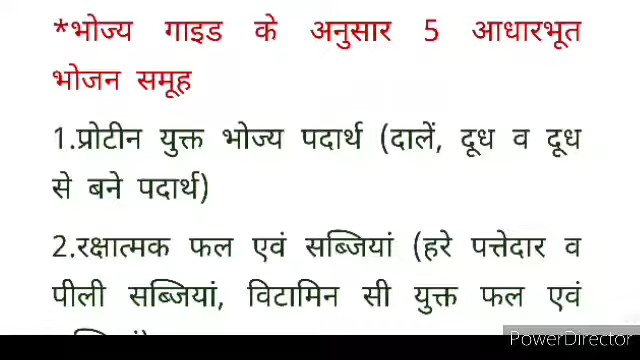 *भोज्य गाइड के अनुसार 5 आधारभूत
भोजन समूह
1.प्रोटीन युक्त भोज्य पदार्थ (दालें, दूध व दूध
से बने पदार्थ)
2.रक्षात्मक फल एवं सब्जियां (हरे पत्तेदार व
पीली सब्जियां, विटामिन सी युक्त फल एवं
PowerDirector